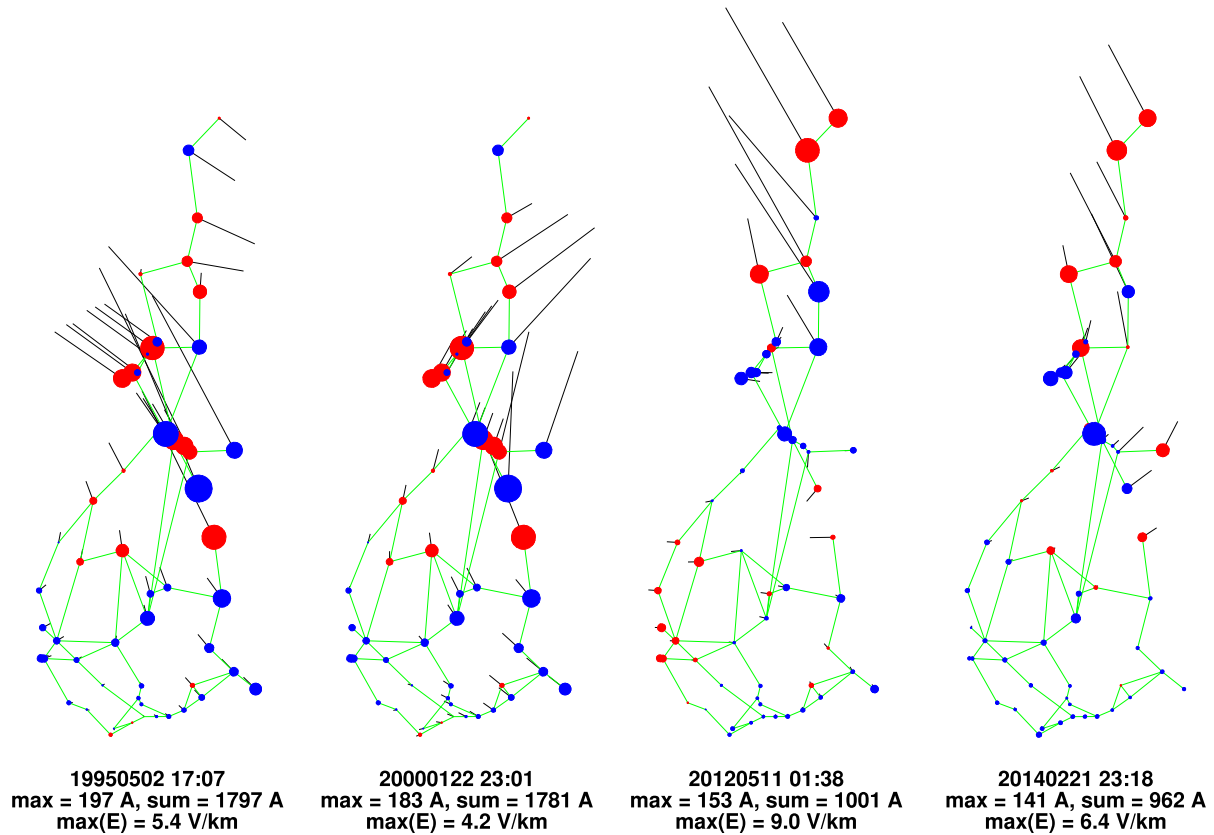 19950502 17:07
max = 197 A, sum = 1797 A
max(E) = 5.4 V/km
20000122 23:01
max = 183 A, sum = 1781 A
max(E) = 4.2 V/km
20120511 01:38
max = 153 A, sum = 1001 A
max(E) = 9.0 V/km
20140221 23:18
max = 141 A, sum = 962 A
max(E) = 6.4 V/km